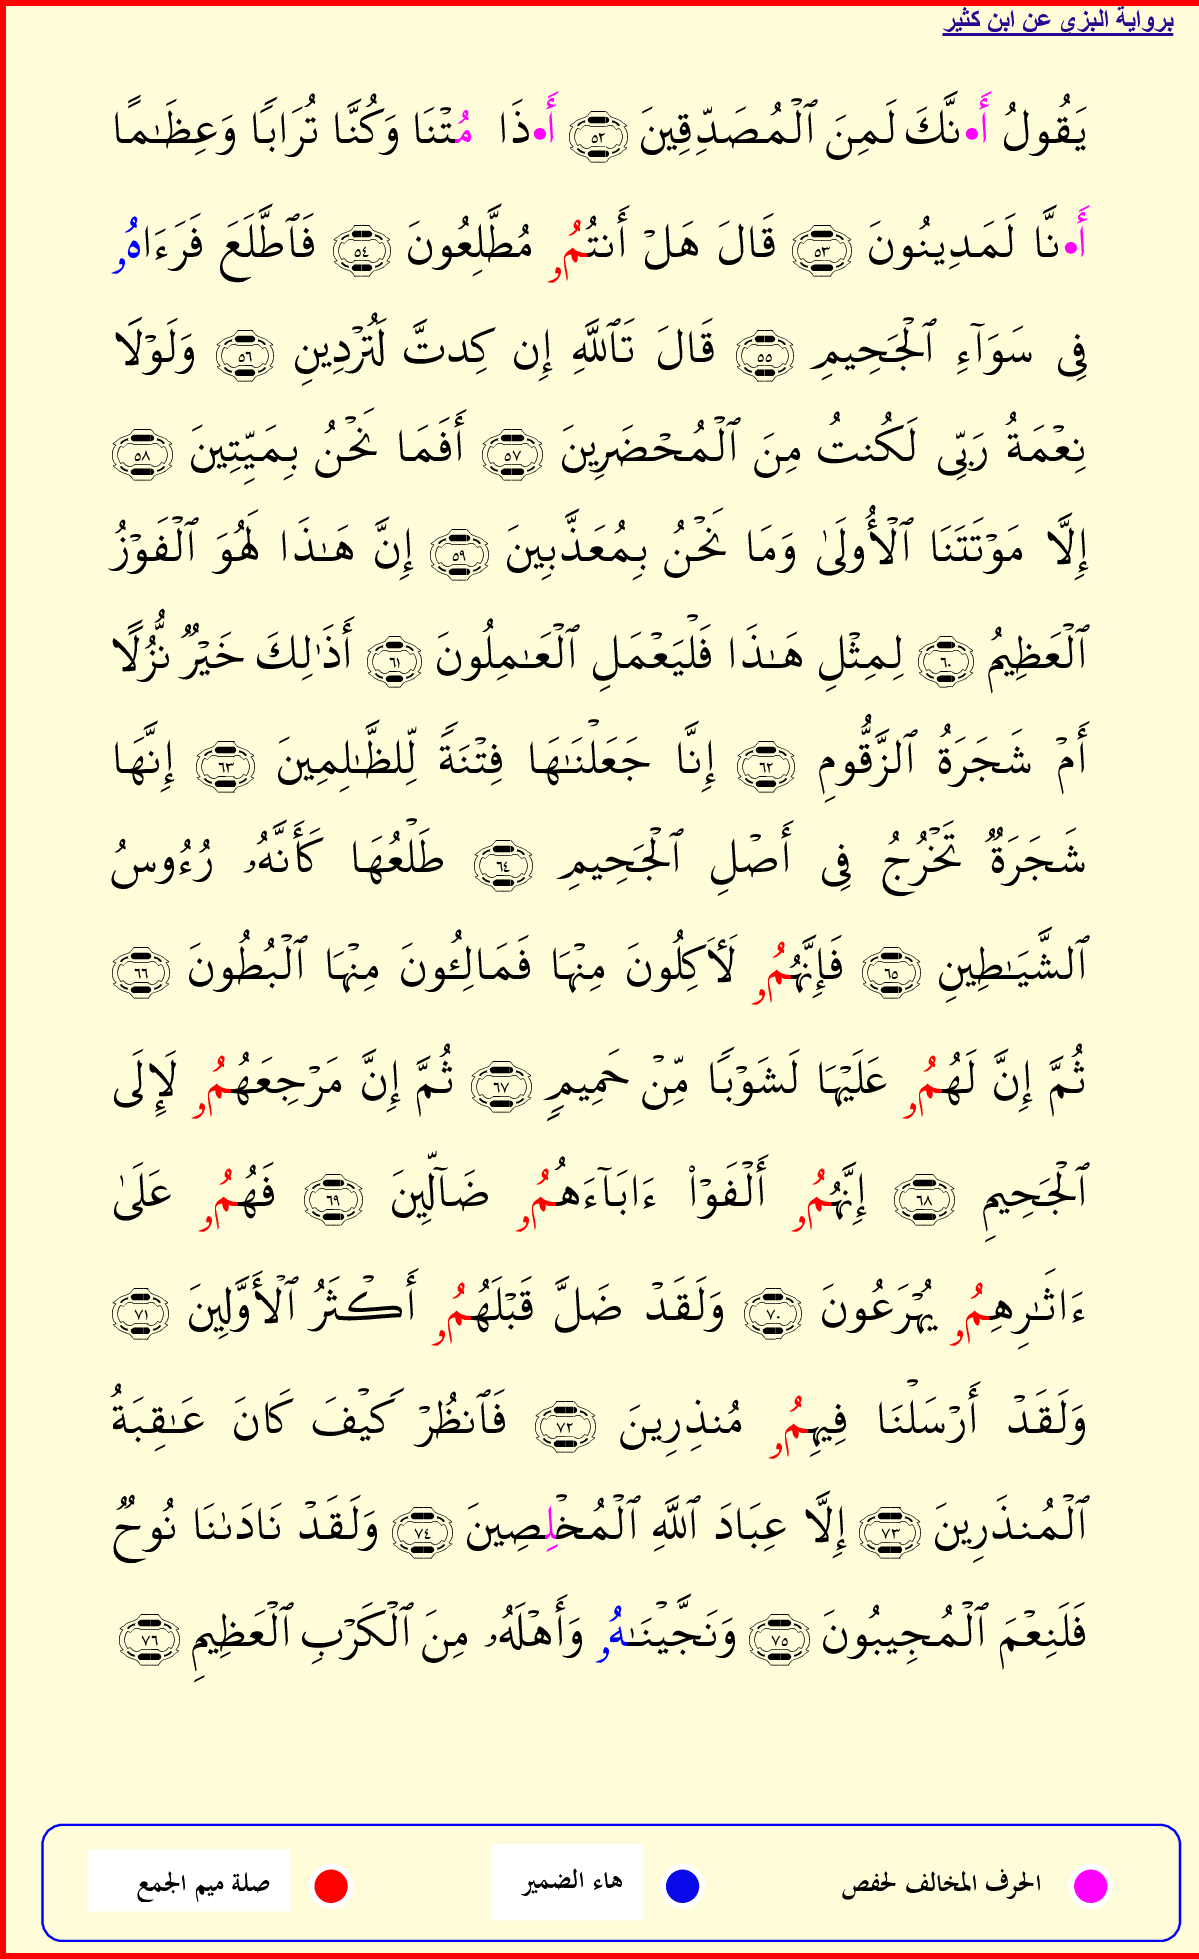 برواية البزي عن ابن كثير
يَقُولُ أَ•نَّكَ لَمِنَ ٱلْمُصَدِّقِينَ ٥٢ أَ•ذَا مُتْنَا وَكُنَّا تُرَابًا وَعِظَٰمًا
أَ•نَّا لَمَدِينُونَ ٥٣ قَالَ هَلْ أَنتُمُۥ مُطَّلِعُونَ ٥٤ فَٱطَّلَعَ فَرَءَاهُۥ
فِى سَوَآءِ ٱلْجَحِيمِ ٥٥ قَالَ تَٱللَّهِ إِن كِدتَّ لَتُرْدِينِ ٥٦ وَلَوْلَا
نِعْمَةُ رَبِّى لَكُنتُ مِنَ ٱلْمُحْضَرِينَ ٥٧ أَفَمَا نَحْنُ بِمَيِّتِينَ ٥٨
إِلَّا مَوْتَتَنَا ٱلْأُولَىٰ وَمَا نَحْنُ بِمُعَذَّبِينَ ٥٩ إِنَّ هَٰذَا لَهُوَ ٱلْفَوْزُ
ٱلْعَظِيمُ ٦٠ لِمِثْلِ هَٰذَا فَلْيَعْمَلِ ٱلْعَٰمِلُونَ ٦١ أَذَٰلِكَ خَيْرٌ نُّزُلًا
أَمْ شَجَرَةُ ٱلزَّقُّومِ ٦٢ إِنَّا جَعَلْنَٰهَا فِتْنَةً لِّلظَّٰلِمِينَ ٦٣ إِنَّهَا
شَجَرَةٌ تَخْرُجُ فِى أَصْلِ ٱلْجَحِيمِ ٦٤ طَلْعُهَا كَأَنَّهُۥ رُءُوسُ
ٱلشَّيَٰطِينِ ٦٥ فَإِنَّهُمُۥ لَأَكِلُونَ مِنْهَا فَمَالِـُٔونَ مِنْهَا ٱلْبُطُونَ ٦٦
ثُمَّ إِنَّ لَهُمُۥ عَلَيْهَا لَشَوْبًا مِّنْ حَمِيمٍ ٦٧ ثُمَّ إِنَّ مَرْجِعَهُمُۥ لَإِلَى
ٱلْجَحِيمِ ٦٨ إِنَّهُمُۥ أَلْفَوْا۟ ءَابَآءَهُمُۥ ضَآلِّينَ ٦٩ فَهُمُۥ عَلَىٰ
ءَاثَٰرِهِمُۥ يُهْرَعُونَ ٧٠ وَلَقَدْ ضَلَّ قَبْلَهُمُۥ أَكْثَرُ ٱلْأَوَّلِينَ ٧١
وَلَقَدْ أَرْسَلْنَا فِيهِمُۥ مُنذِرِينَ ٧٢ فَٱنظُرْ كَيْفَ كَانَ عَٰقِبَةُ
ٱلْمُنذَرِينَ ٧٣ إِلَّا عِبَادَ ٱللَّهِ ٱلْمُخْلِصِينَ ٧٤ وَلَقَدْ نَادَىٰنَا نُوحٌ
فَلَنِعْمَ ٱلْمُجِيبُونَ ٧٥ وَنَجَّيْنَٰهُۥ وَأَهْلَهُۥ مِنَ ٱلْكَرْبِ ٱلْعَظِيمِ ٧٦
الحرف المخالف لحفص هاء الضمير صلة ميم الجمع